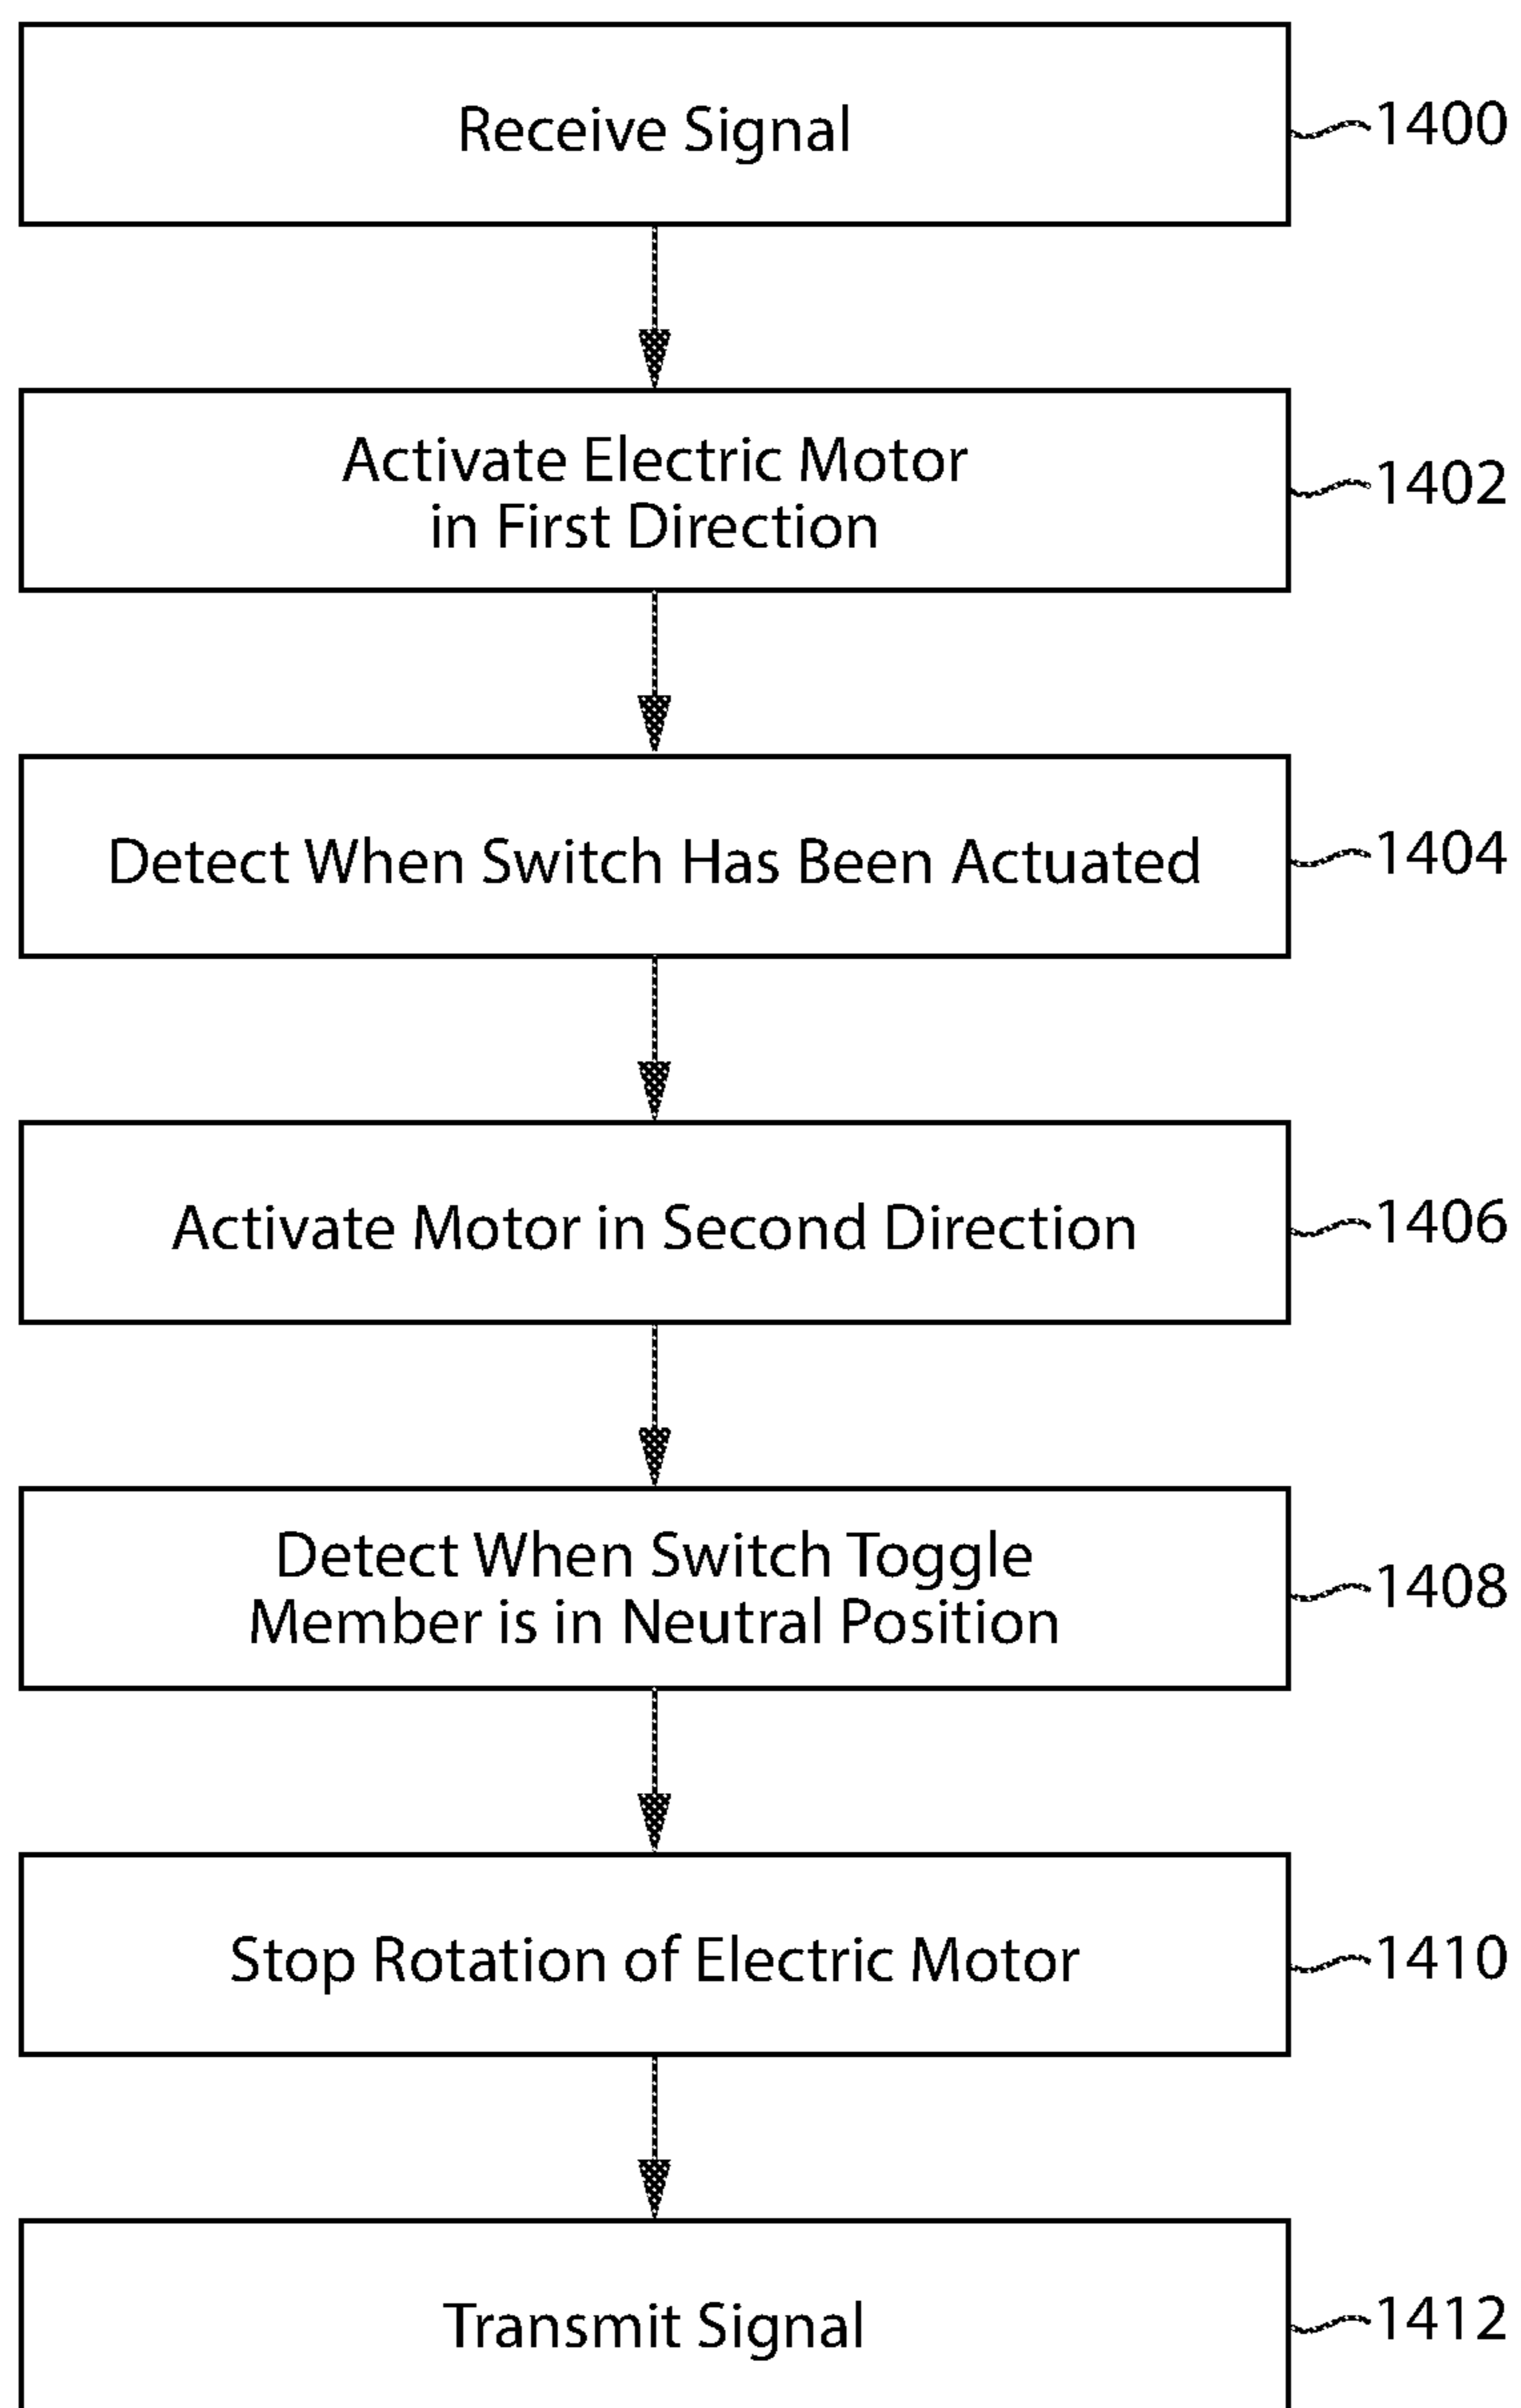 Receive Signal
1400
Activate Electric Motor
in First Direction
1402
Detect When Switch Has Been Actuated
1404
Activate Motor in Second Direction
1406
Detect When Switch Toggle
Member is in Neutral Position
1408
Stop Rotation of Electric Motor
1410
Transmit Signal
1412